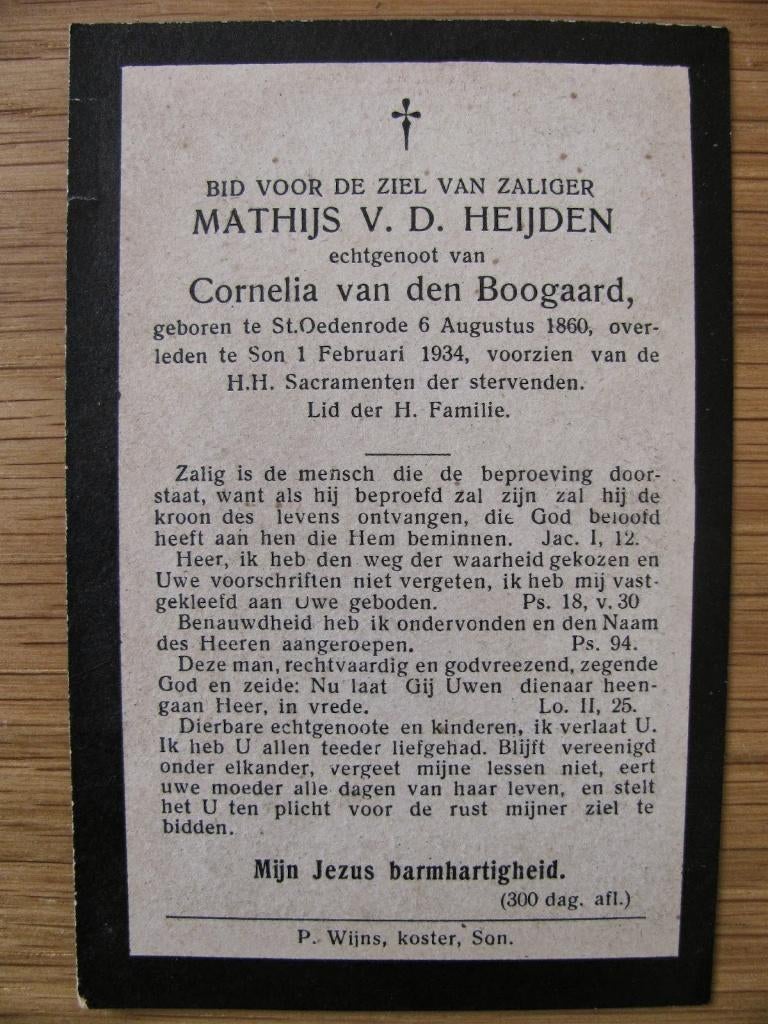 BID VOOR DE ZIEL VAN ZALIGER
MATHIJS V. D. HEIJDEN
echtgenoot van
Cornelia van den Boogaard,
geboren te St.Oedenrode 6 Augustus 1860, over-
leden te Son 1 Februari 1934, voorzien van de
H.H. Sacramenten der stervenden.
Lid der H. Familie.
Zalig is de mensch die de beproeving door-
staat, want als hij beproefd zal zijn zal hij de
kroon des levens ontvangen, die God beloofd
heeft aan hen die Hem beminnen. Jac. I, 12.
Heer, ik heb den weg der waarheid gekozen en
Uwe voorschriften niet vergeten, ik heb mij vast-
gekleefd aan Uwe geboden. Ps. 18, v. 30
Benauwdheid heb ik ondervonden en den Naam
des Heeren aangeroepen. Ps. 94.
Deze man, rechtvaardig en godvreezend, zegende
God en zeide: Nu laat Gij Uwen dienaar heen-
gaan Heer, in vrede. Lo. II, 25.
Dierbare echtgenoote en kinderen, ik verlaat U.
Ik heb U allen teeder liefgehad. Blijft vereenigd
onder elkander, vergeet mijne lessen niet, eert
uwe moeder alle dagen van haar leven, en stelt
het U ten plicht voor de rust mijner ziel te
bidden.
Mijn Jezus barmhartigheid.
(300 dag. afl.)
P. Wijns, koster, Son.